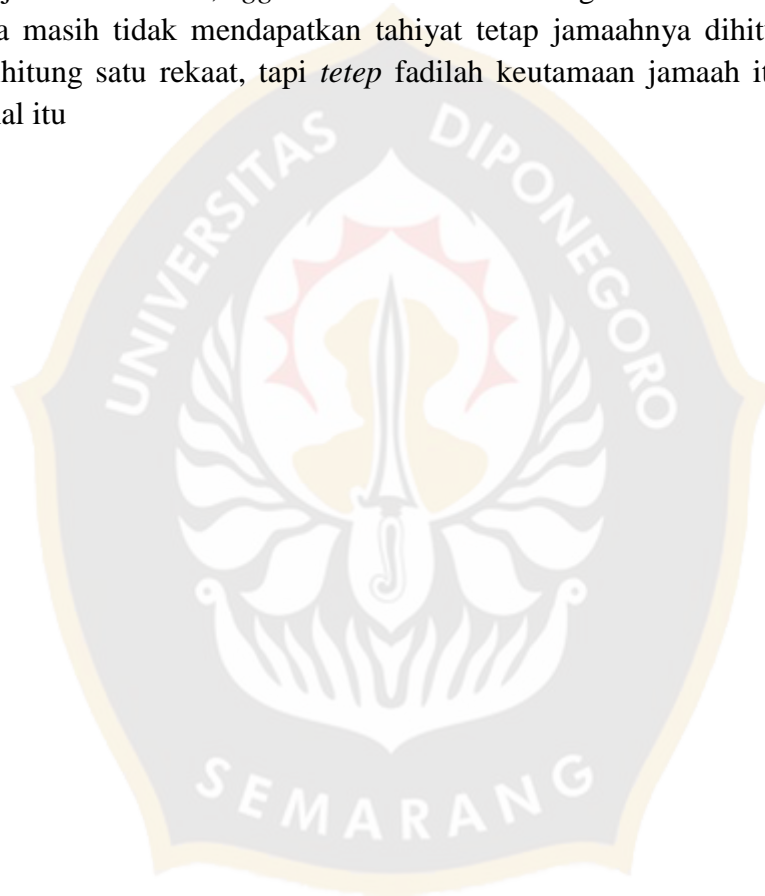 a masih tidak mendapatkan tahiyat tetap jamaahnya dihitu
hitung satu rekaat, tapi tetep fadilah keutamaan jamaah it
al itu
UNIVERSITAS DIPONEGORO
SEMARANG